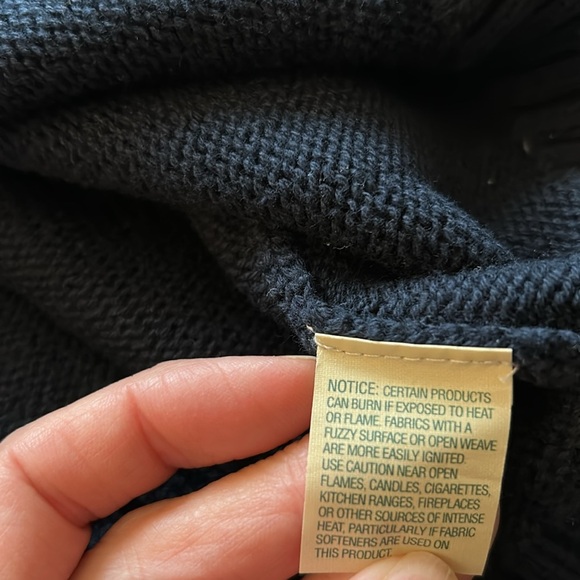 NOTICE: CERTAIN PRODUCTS
CAN BURN IF EXPOSED TO HEAT
OR FLAME. FABRICS WITH A
FUZZY SURFACE OR OPEN WEAVE
ARE MORE EASILY IGNITED.
USE CAUTION NEAR OPEN
FLAMES, CANDLES, CIGARETTES,
KITCHEN RANGES, FIREPLACES
OR OTHER SOURCES OF INTENSE
HEAT, PARTICULARLY IF FABRIC
SOFTENERS ARE USED ON
THIS PRODUCT.